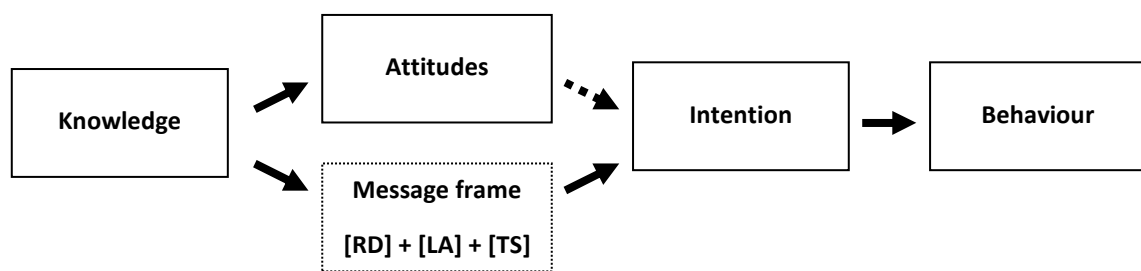 Knowledge
Attitudes
Message frame
[RD] + [LA] + [TS]
Intention
Behaviour